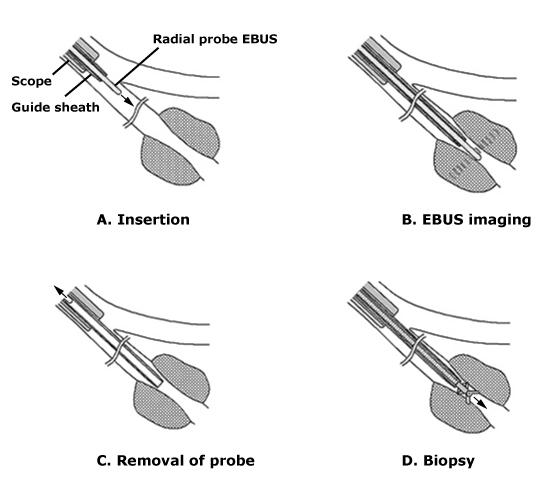 Radial probe EBUS
Scope
Guide sheath
A. Insertion
B. EBUS imaging
C. Removal of probe
D. Biopsy